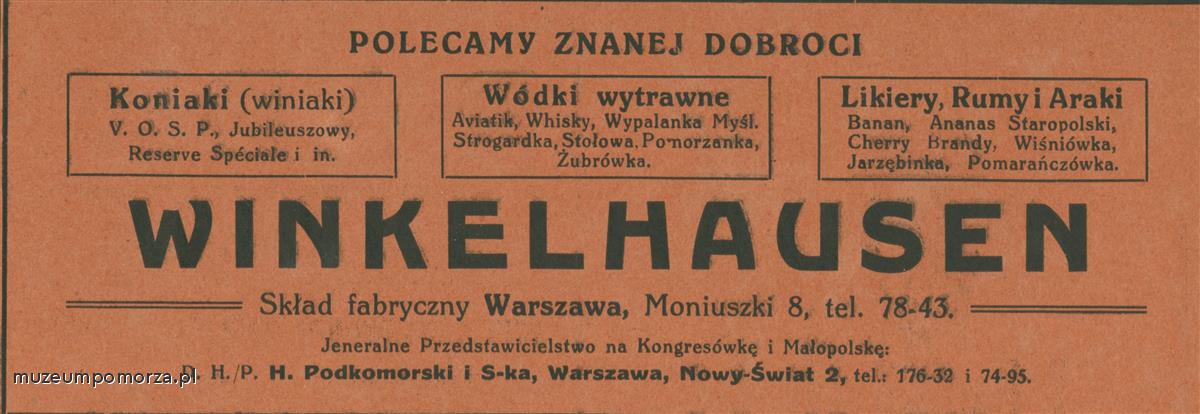 POLECAMY ZNANEJ DOBROCI
Koniaki (winiaki)
V. O. S. P., Jubileuszowy,
Reserve Spéciale i in.
Wódki wytrawne
Aviatik, Whisky, Wypalanka Myśl.
Strogardka, Stołowa, Pomorzanka,
Żubrówka.
Likiery, Rumy i Araki
Banan, Ananas Staropolski,
Cherry Brandy, Wiśniówka,
Jarzębinka, Pomarańczówka.
WINKELHAUSEN
Skład fabryczny Warszawa, Moniuszki 8, tel. 78-43.
Jeneralne Przedstawicielstwo na Kongresówkę i Małopolskę:
D. H./P. H. Podkomorski i S-ka, Warszawa, Nowy-Świat 2, tel.: 176-32 i 74-95.
muzeumpomorza.pl